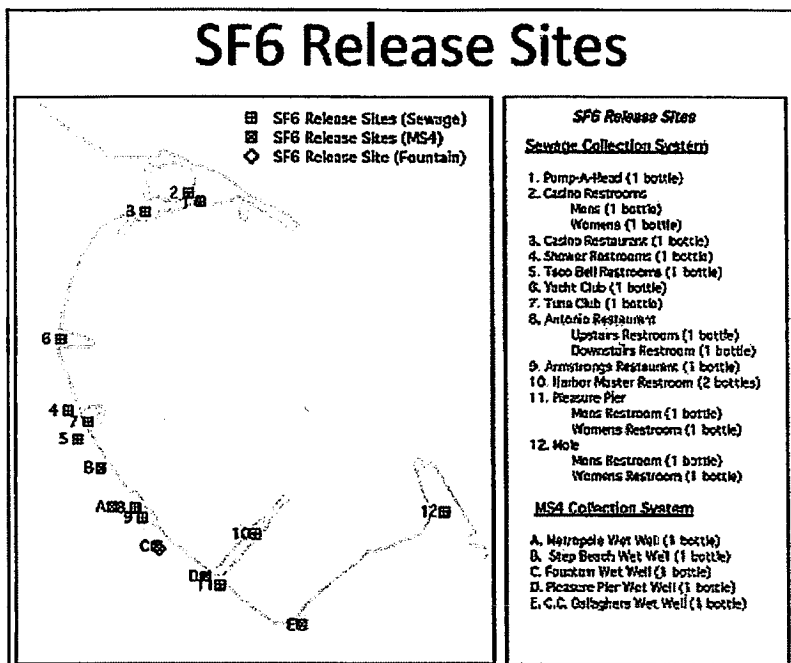 SF6 Release Sites
SF6 Release Sites (Sewage)
SF6 Release Sites (MS4)
SF6 Release Site (Fountain)
2
1
3
6
4
7
5
B
A
8
9
C
10
12
D
11
E
SF6 Release Sites
Sewage Collection System
1. Pump-A-Head (1 bottle)
2. Casino Restrooms
Mens (1 bottle)
Womens (1 bottle)
3. Casino Restaurant (1 bottle)
4. Shower Restrooms (1 bottle)
5. Taco Bell Restrooms (1 bottle)
6. Yacht Club (1 bottle)
7. Tuna Club (1 bottle)
8. Antonio Restaurant
Upstairs Restroom (1 bottle)
Downstairs Restroom (1 bottle)
9. Armstrongs Restaurant (1 bottle)
10. Harbor Master Restroom (2 bottles)
11. Pleasure Pier
Mens Restroom (1 bottle)
Womens Restroom (1 bottle)
12. Mole
Mens Restroom (1 bottle)
Womens Restroom (1 bottle)
MS4 Collection System
A. Metropole Wet Well (1 bottle)
B. Step Beach Wet Well (1 bottle)
C. Fountain Wet Well (1 bottle)
D. Pleasure Pier Wet Well (1 bottle)
E. C.C. Gallaghers Wet Well (1 bottle)